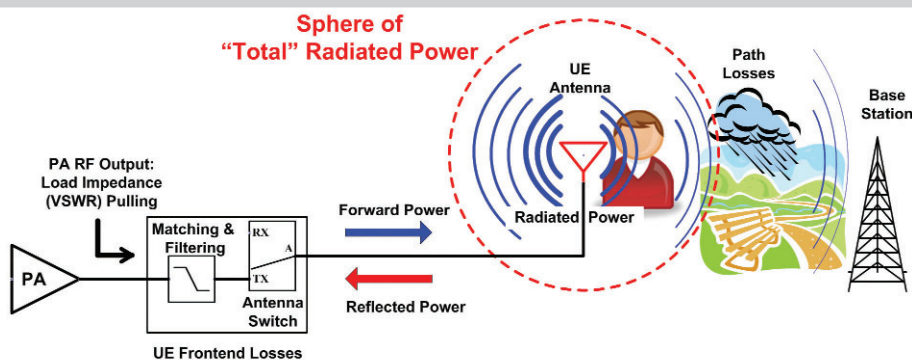 Sphere of
“Total” Radiated Power
UE
Antenna
Path
Losses
Base
Station
PA RF Output:
Load Impedance
(VSWR) Pulling
Forward Power
Radiated Power
Matching &
Filtering
RX
A
TX
PA
Antenna
Switch
Reflected Power
UE Frontend Losses